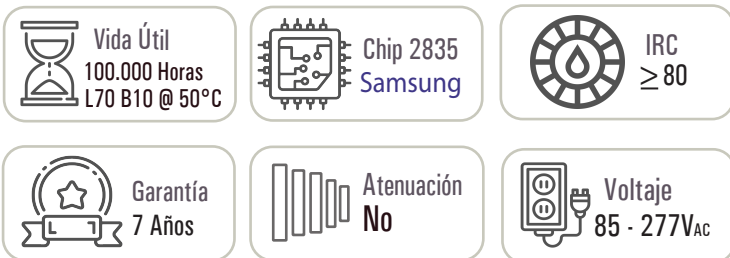 Vida Útil
100.000 Horas
L70 B10 @ 50°C
Chip 2835
Samsung
IRC
≥ 80
Garantía
7 Años
Atenuación
No
Voltaje
85 - 277VAC